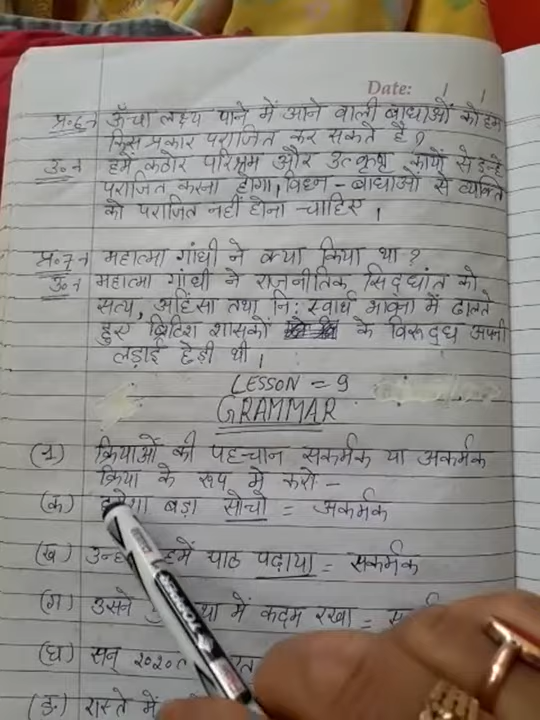 Date: / /
प्र.6→ ऊँचा लक्ष्य पाने में आने वाली बाधाओं को हम
किस प्रकार पराजित कर सकते है?
उ.→ हमें कठोर परिश्रम और उत्कृष्ट कार्यो से इन्हें
पराजित करना होगा, विघ्न - बाधाओं से व्यक्ति
को पराजित नहीं होना चाहिए ।
प्र.7→ महात्मा गांधी ने क्या किया था ?
उ.→ महात्मा गांधी ने राजनीतिक सिद्धांत को
सत्य, अहिंसा तथा नि: स्वार्थ भावना में ढालते
हुए ब्रिटिश शासकों के विरूद्ध अपनी
लड़ाई छेड़ी थी ।
LESSON = 9
GRAMMAR
(1) क्रियाओं की पहचान सकर्मक या अकर्मक
क्रिया के रूप मे करो -
(क) बड़ा सोचो = अकर्मक
(ख) हमें पाठ पढ़ाया = सकर्मक
(ग) उसने में कदम रखा =
(घ) सन्
(ङ) रास्ते में